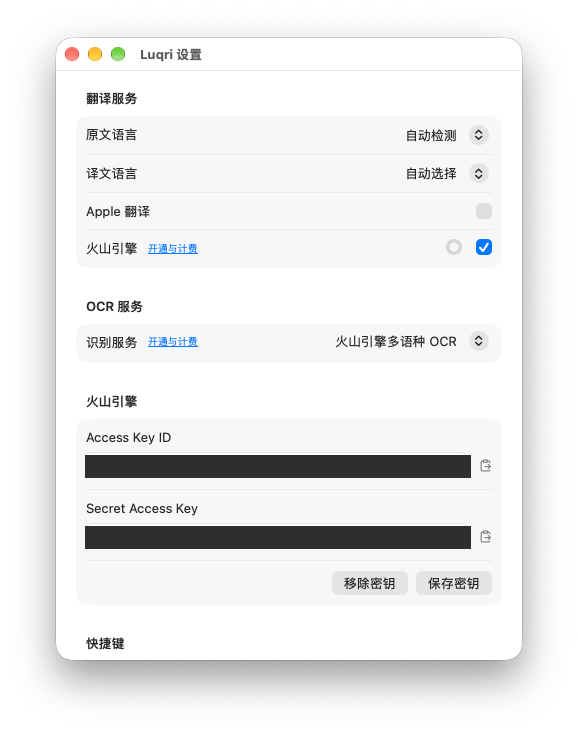 Luqri 设置
翻译服务
原文语言 自动检测
译文语言 自动选择
Apple 翻译
火山引擎 开通与计费
OCR 服务
识别服务 开通与计费 火山引擎多语种 OCR
火山引擎
Access Key ID
Secret Access Key
移除密钥 保存密钥
快捷键